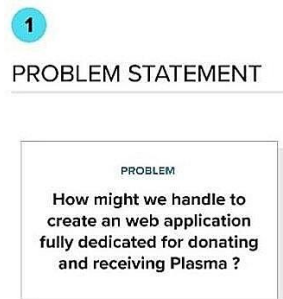 1
PROBLEM STATEMENT
PROBLEM
How might we handle to
create an web application
fully dedicated for donating
and receiving Plasma ?